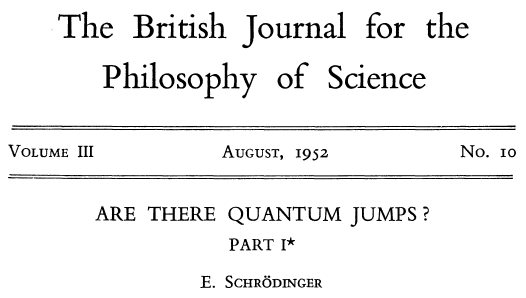 The British Journal for the
Philosophy of Science
VOLUME III AUGUST, 1952 No. 10
ARE THERE QUANTUM JUMPS?
PART I*
E. SCHRÖDINGER